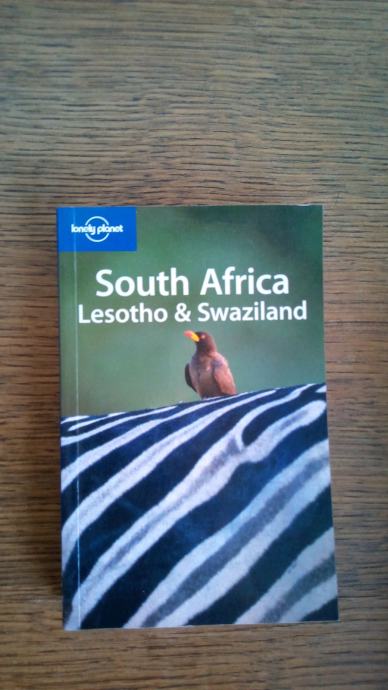 lonely planet
South Africa
Lesotho & Swaziland